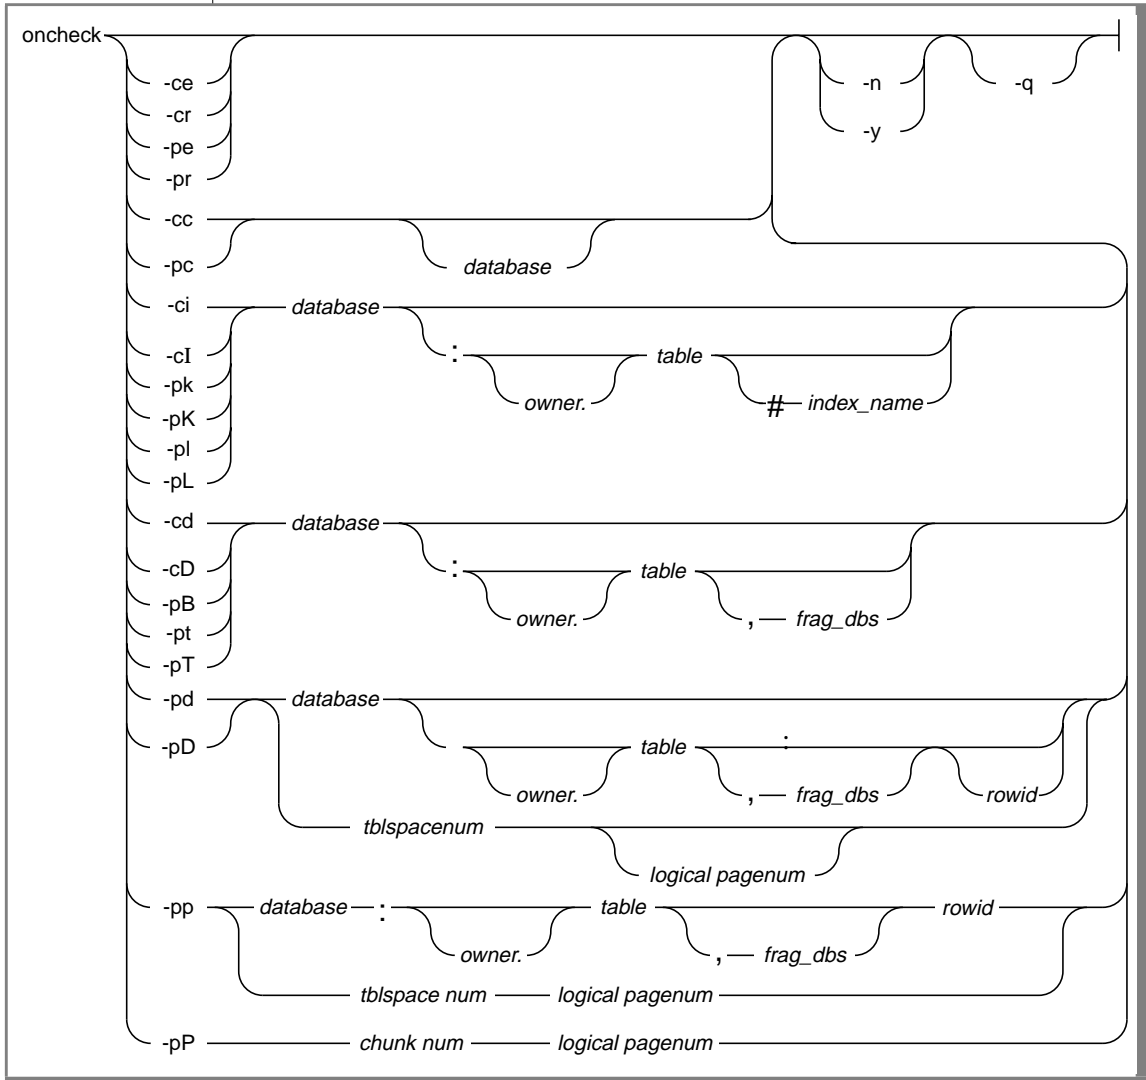 oncheck
-ce -n -q
-cr
-y
-pe
-pr
-cc
-pc database
-ci database
-cI : table
-pk
-pK owner. # index_name
-pl
-pL
-cd database
-cD : table
-pB
owner. , frag_dbs
-pt
-pT
-pd database
-pD table :
owner. , frag_dbs rowid
tblspacenum
logical pagenum
-pp database : table rowid
owner. , frag_dbs
tblspace num logical pagenum
-pP chunk num logical pagenum